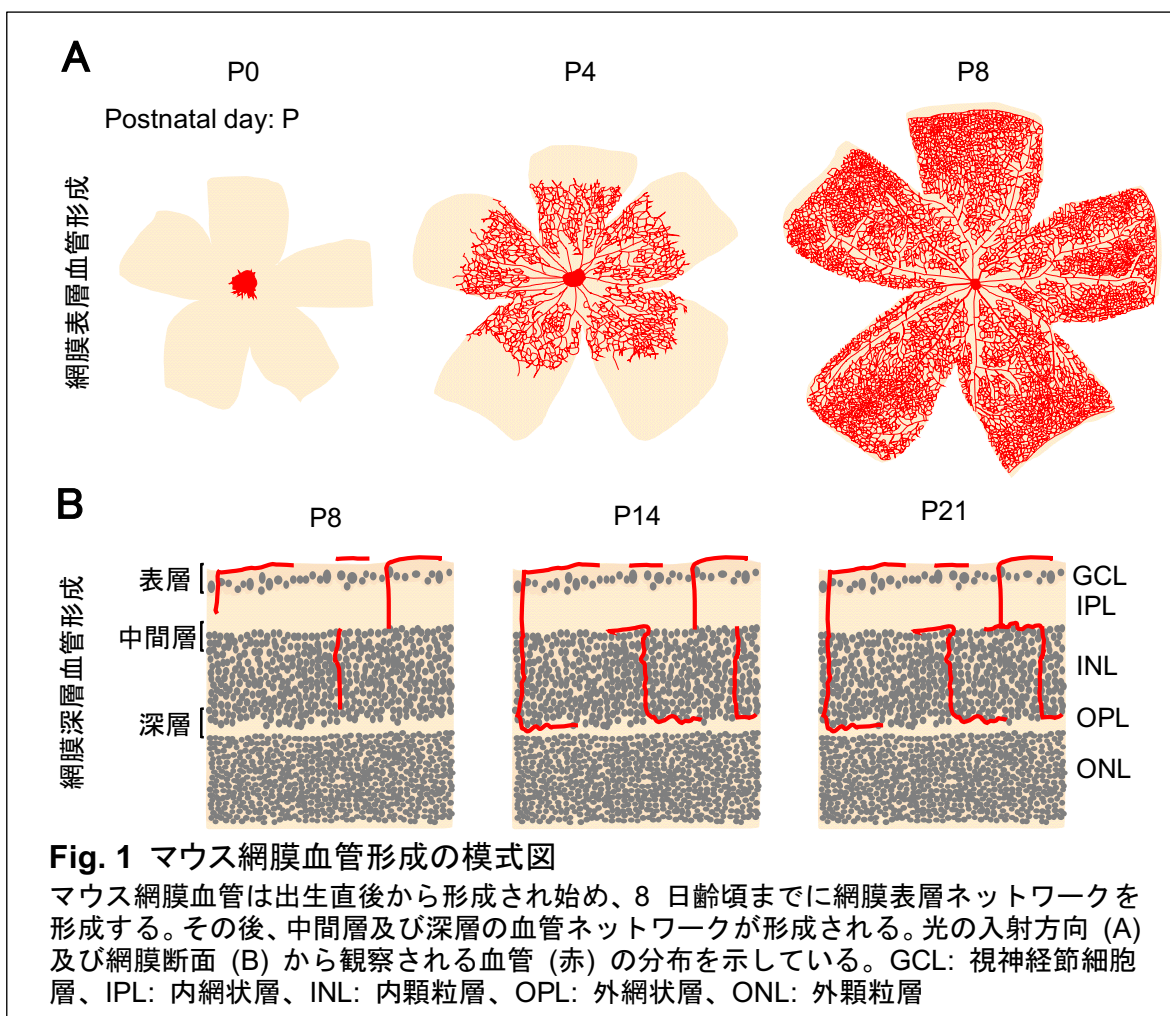 A
P0
P4
P8
Postnatal day: P
網膜表層血管形成
B
P8
P14
P21
網膜深層血管形成
表層
中間層
深層
GCL
IPL
INL
OPL
ONL
Fig. 1 マウス網膜血管形成の模式図
マウス網膜血管は出生直後から形成され始め、8 日齢頃までに網膜表層ネットワークを
形成する。その後、中間層及び深層の血管ネットワークが形成される。光の入射方向 (A)
及び網膜断面 (B) から観察される血管 (赤) の分布を示している。GCL: 視神経節細胞
層、IPL: 内網状層、INL: 内顆粒層、OPL: 外網状層、ONL: 外顆粒層